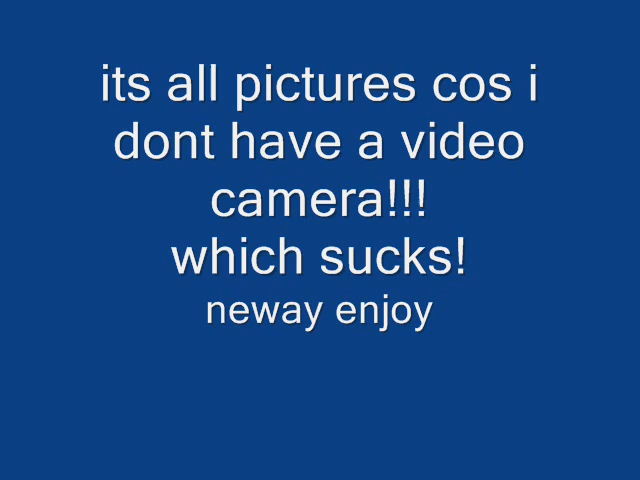 its all pictures cos i
dont have a video
camera!!!
which sucks!
neway enjoy